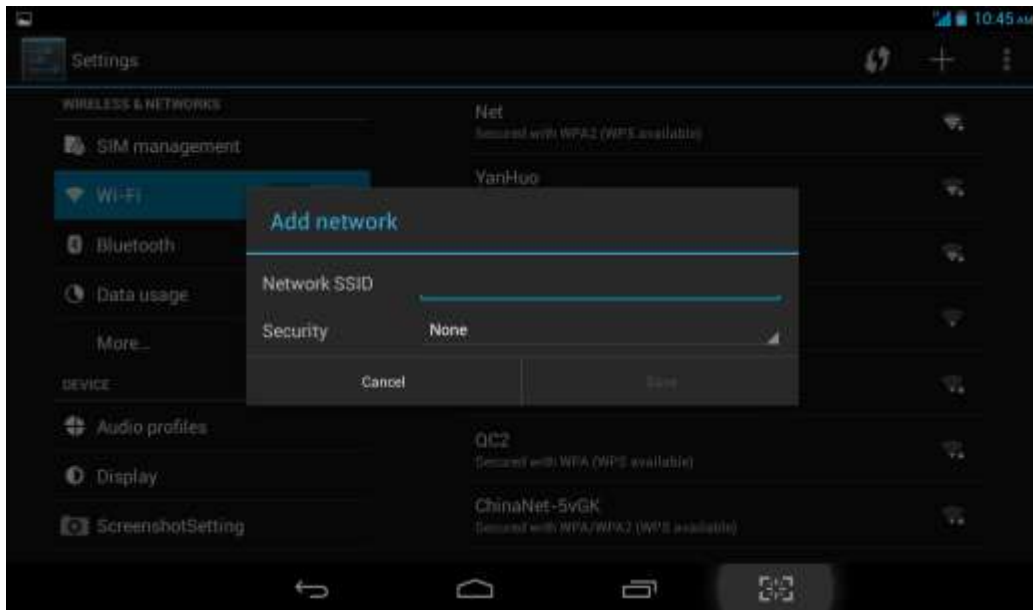 10:45 AM
Settings
WIRELESS & NETWORKS
SIM management
Wi-Fi
Bluetooth
Data usage
More...
DEVICE
Audio profiles
Display
ScreenshotSetting
Net
Secured with WPA2 (WPS available)
YanHuo
Add network
Network SSID
Security
None
Cancel
Save
QC2
Secured with WPA (WPS available)
ChinaNet-5vGK
Secured with WPA/WPA2 (WPS available)